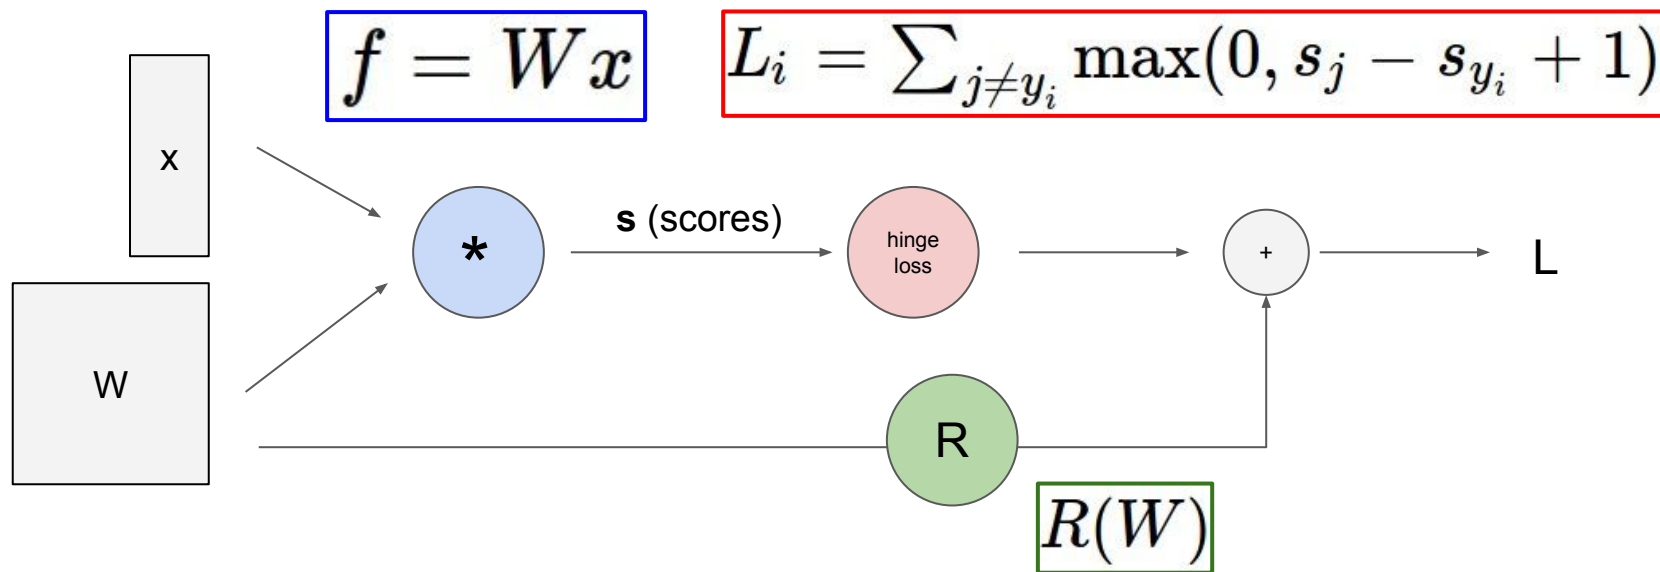 f = Wx
L_i = ∑_{j≠y_i} max(0, s_j − s_{y_i} + 1)
x
*
s (scores)
hinge
loss
+
L
W
R
R(W)